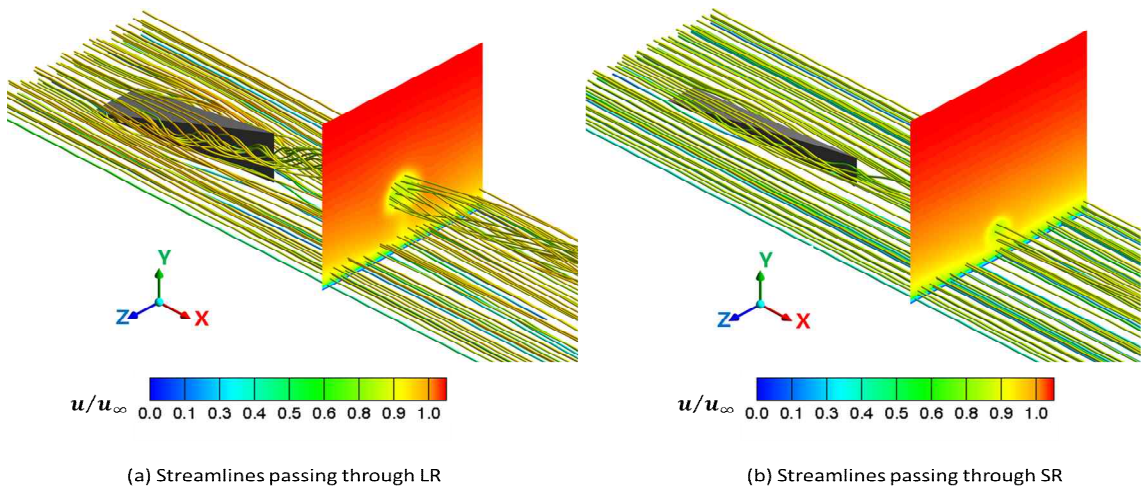 Y
Z
X
u/u∞
0.0 0.1 0.3 0.4 0.5 0.6 0.8 0.9 1.0
(a) Streamlines passing through LR
Y
Z
X
u/u∞
0.0 0.1 0.3 0.4 0.5 0.6 0.8 0.9 1.0
(b) Streamlines passing through SR